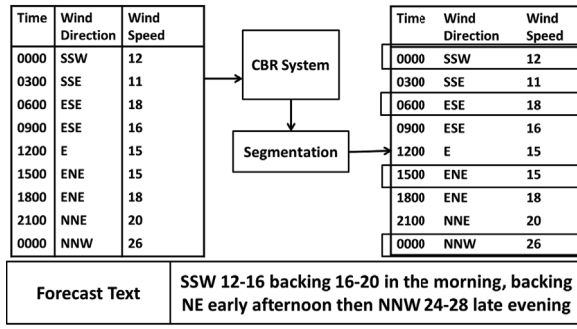 Time Wind Direction Wind Speed
0000 SSW 12
0300 SSE 11
0600 ESE 18
0900 ESE 16
1200 E 15
1500 ENE 15
1800 ENE 18
2100 NNE 20
0000 NNW 26
CBR System
Segmentation
Time Wind Direction Wind Speed
0000 SSW 12
0300 SSE 11
0600 ESE 18
0900 ESE 16
1200 E 15
1500 ENE 15
1800 ENE 18
2100 NNE 20
0000 NNW 26
Forecast Text
SSW 12-16 backing 16-20 in the morning, backing
NE early afternoon then NNW 24-28 late evening